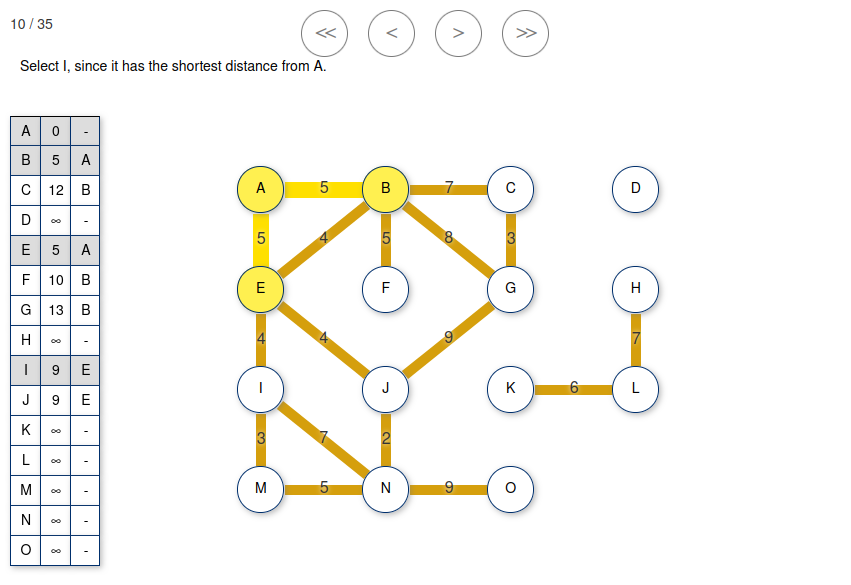 10 / 35
<< < > >>
Select I, since it has the shortest distance from A.
A 0 -
B 5 A
C 12 B
D ∞ -
E 5 A
F 10 B
G 13 B
H ∞ -
I 9 E
J 9 E
K ∞ -
L ∞ -
M ∞ -
N ∞ -
O ∞ -
A 5 B 7 C D
5 4 5 8 3
E F G H
4 4 9 7
I J K 6 L
3 7 2
M 5 N 9 O